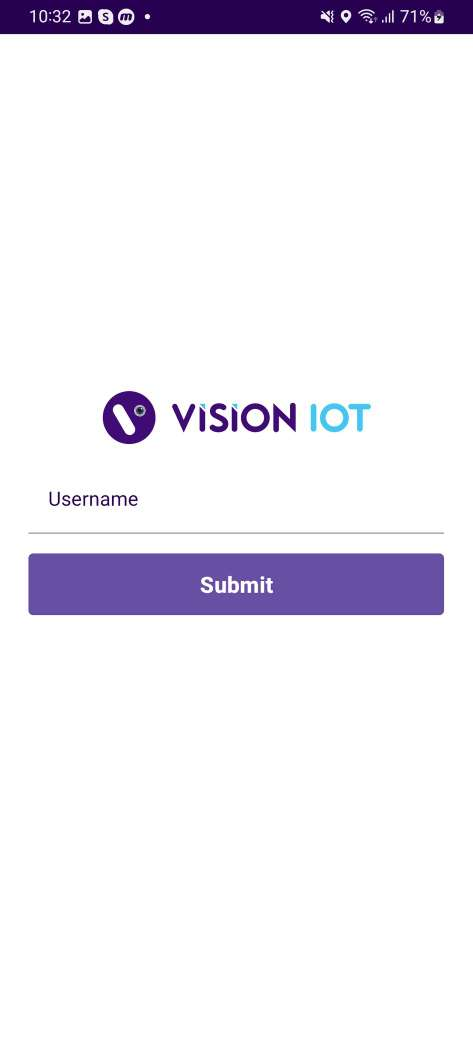 10:32 71%
VISION IOT
Username
Submit